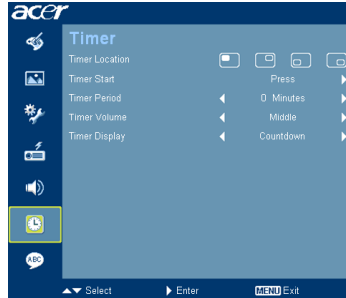 acer
Timer
Timer Location
Timer Start Press
Timer Period 0 Minutes
Timer Volume Middle
Timer Display Countdown
ABC
Select Enter MENU Exit